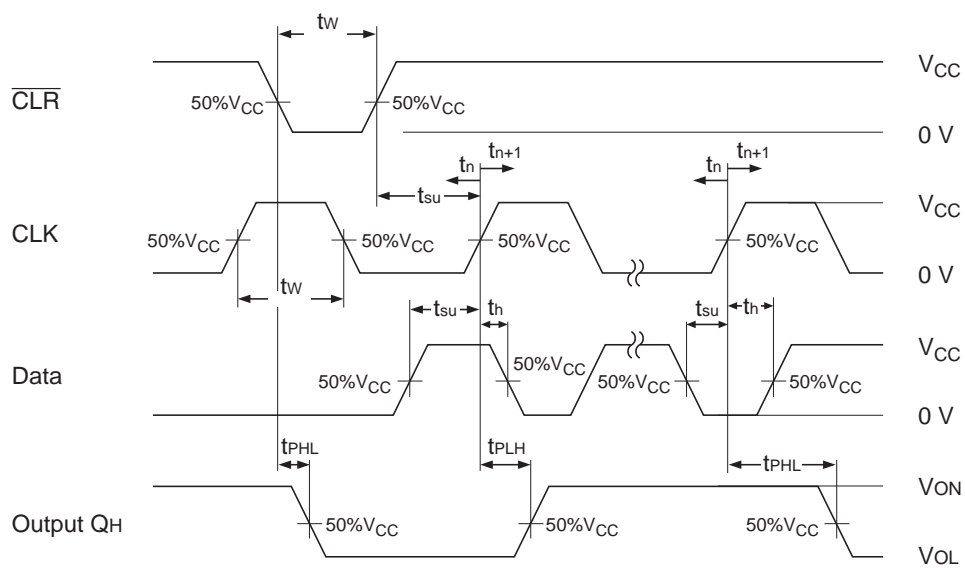 tw
CLR
50%VCC
50%VCC
VCC
0 V
tn
tn+1
tn
tn+1
tsu
CLK
50%VCC
50%VCC
50%VCC
50%VCC
VCC
0 V
tw
tsu
th
tsu
th
Data
50%VCC
50%VCC
50%VCC
50%VCC
50%VCC
VCC
0 V
tPHL
tPLH
tPHL
Output QH
50%VCC
50%VCC
50%VCC
VON
VOL